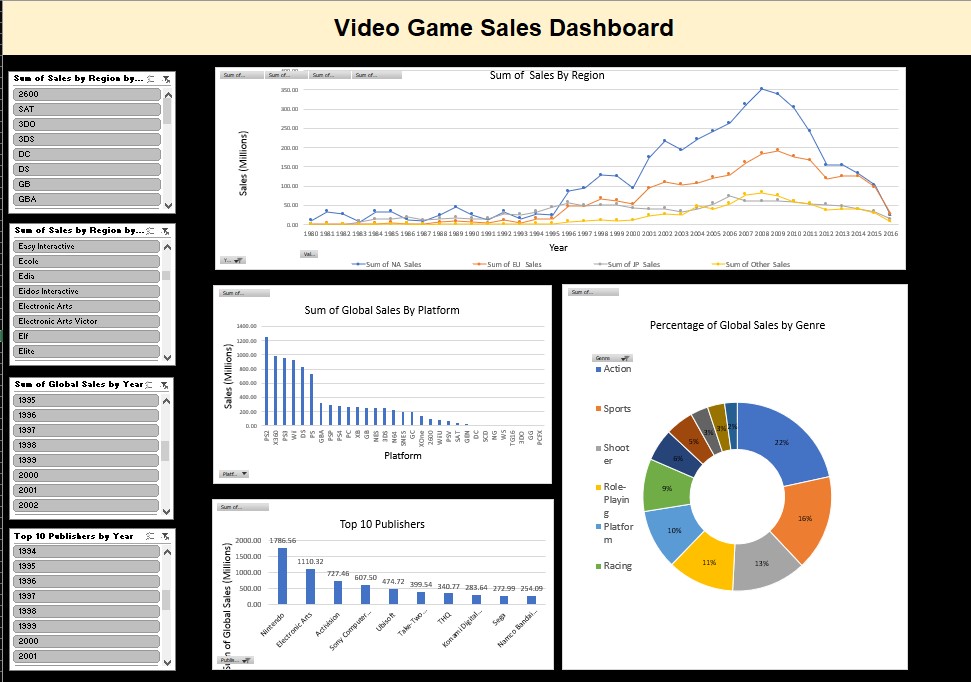 Video Game Sales Dashboard
Sum of Sales by Region by...
2600
SAT
3DO
3DS
DC
DS
GB
GBA
Sum of Sales by Region by...
Easy Interactive
Ecole
Edia
Eidos Interactive
Electronic Arts
Electronic Arts Victor
Elf
Elite
Sum of Global Sales by Year
1995
1996
1997
1998
1999
2000
2001
2002
Top 10 Publishers by Year
1994
1995
1996
1997
1998
1999
2000
2001
Sum of... Sum of... Sum of... Sum of...
Sum of  Sales By Region
Sales (Millions)
350.00
300.00
250.00
200.00
150.00
100.00
50.00
0.00
1980 1981 1982 1983 1984 1985 1986 1987 1988 1989 1990 1991 1992 1993 1994 1995 1996 1997 1998 1999 2000 2001 2002 2003 2004 2005 2006 2007 2008 2009 2010 2011 2012 2013 2014 2015 2016
Year
Val...
Y...
Sum of NA Sales Sum of EU Sales Sum of JP Sales Sum of Other Sales
Sum of...
Sum of Global Sales By Platform
Sales (Millions)
1400.00
1200.00
1000.00
800.00
600.00
400.00
200.00
0.00
PS2 X360 PS3 Wii DS PS GBA PSP PS4 PC XB GB NES 3DS N64 SNES GC XOne 2600 WiiU PSV SAT GEN DC SCD NG WS TG16 3DO GG PCFX
Platform
Platf...
Sum of...
Top 10 Publishers
Sum of Global Sales (Millions)
2000.00
1500.00
1000.00
500.00
0.00
1786.56 1110.32 727.46 607.50 474.72 399.54 340.77 283.64 272.99 254.09
Nintendo
Electronic Arts
Activision
Sony Computer...
Ubisoft
Take-Two...
THQ
Konami Digital...
Sega
Namco Bandai...
Publis...
Sum of...
Percentage of Global Sales by Genre
Genre
Action
Sports
Shoot
er
Role-
Playin
g
Platfor
m
Racing
22%
16%
13%
11%
10%
9%
6%
5%
3%
3%
2%